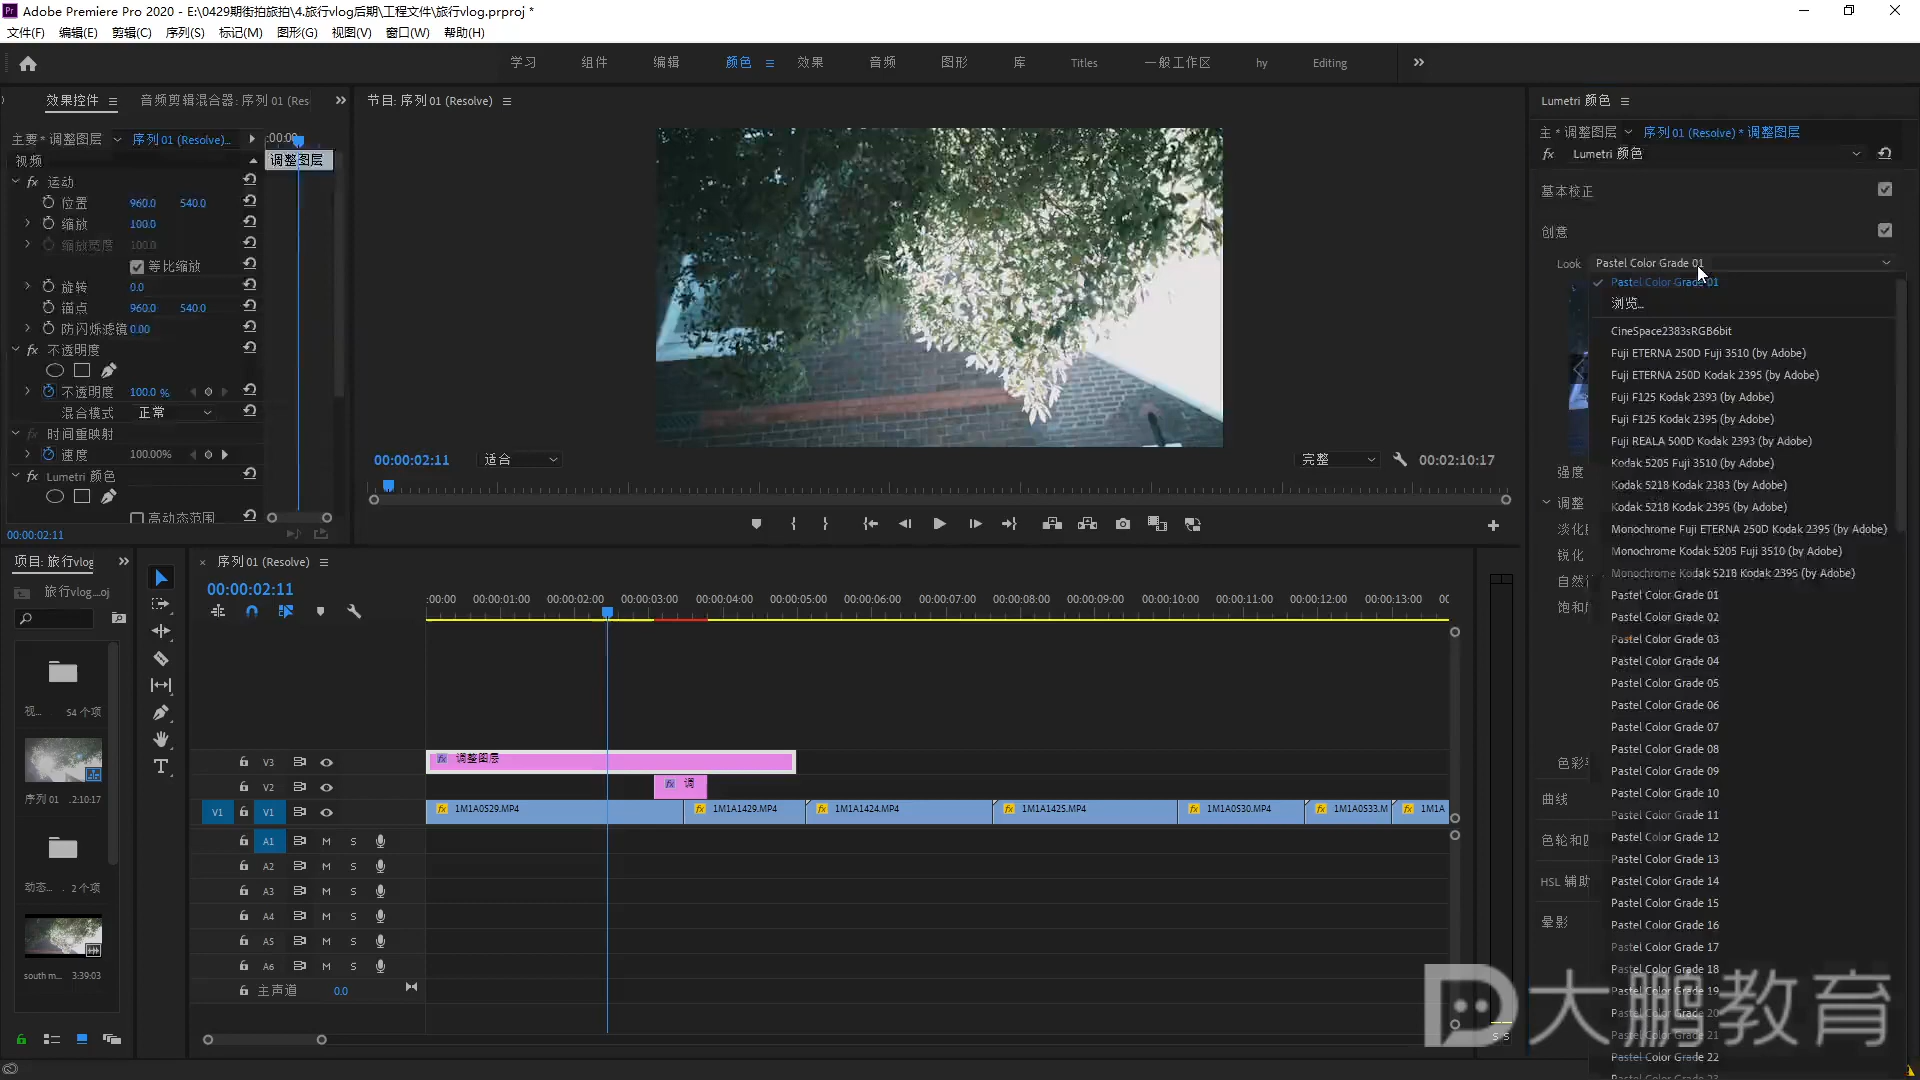 Adobe Premiere Pro 2020 - E:\0429期街拍旅拍\4.旅行vlog后期\工程文件\旅行vlog.prproj *
文件(F) 编辑(E) 剪辑(C) 序列(S) 标记(M) 图形(G) 视图(V) 窗口(W) 帮助(H)
学习 组件 编辑 颜色 效果 音频 图形 库 Titles 一般工作区 hy Editing
效果控件 音频剪辑混合器: 序列 01 (Res
主要 * 调整图层 序列 01 (Resolve)...
:00:00
视频
调整图层
运动
位置 960.0 540.0
缩放 100.0
缩放宽度 100.0
等比缩放
旋转 0.0
锚点 960.0 540.0
防闪烁滤镜 0.00
不透明度
不透明度 100.0 %
混合模式 正常
时间重映射
速度 100.00%
Lumetri 颜色
高动态范围
00:00:02:11
节目: 序列 01 (Resolve)
00:00:02:11 适合 完整 00:02:10:17
Lumetri 颜色
主 * 调整图层 序列 01 (Resolve) * 调整图层
fx Lumetri 颜色
基本校正
创意
Look Pastel Color Grade 01
Pastel Color Grade 01
浏览...
CineSpace2383sRGB6bit
Fuji ETERNA 250D Fuji 3510 (by Adobe)
Fuji ETERNA 250D Kodak 2395 (by Adobe)
Fuji F125 Kodak 2393 (by Adobe)
Fuji F125 Kodak 2395 (by Adobe)
Fuji REALA 500D Kodak 2393 (by Adobe)
Kodak 5205 Fuji 3510 (by Adobe)
Kodak 5218 Kodak 2383 (by Adobe)
Kodak 5218 Kodak 2395 (by Adobe)
Monochrome Fuji ETERNA 250D Kodak 2395 (by Adobe)
Monochrome Kodak 5205 Fuji 3510 (by Adobe)
Monochrome Kodak 5218 Kodak 2395 (by Adobe)
Pastel Color Grade 01
Pastel Color Grade 02
Pastel Color Grade 03
Pastel Color Grade 04
Pastel Color Grade 05
Pastel Color Grade 06
Pastel Color Grade 07
Pastel Color Grade 08
Pastel Color Grade 09
Pastel Color Grade 10
Pastel Color Grade 11
Pastel Color Grade 12
Pastel Color Grade 13
Pastel Color Grade 14
Pastel Color Grade 15
Pastel Color Grade 16
Pastel Color Grade 17
Pastel Color Grade 18
Pastel Color Grade 19
Pastel Color Grade 20
Pastel Color Grade 21
Pastel Color Grade 22
强度
调整
淡化
锐化
自然
饱和
色彩
曲线
色轮和
HSL 辅助
晕影
项目: 旅行vlog
旅行vlog...oj
视... 54 个项
序列 01 .2:10:17
动态... . 2 个项
south m... 3:39:03
序列 01 (Resolve)
00:00:02:11
:00:00 00:00:01:00 00:00:02:00 00:00:03:00 00:00:04:00 00:00:05:00 00:00:06:00 00:00:07:00 00:00:08:00 00:00:09:00 00:00:10:00 00:00:11:00 00:00:12:00 00:00:13:00 00
V3 fx 调整图层
V2 fx 调
V1 V1 fx 1M1A0529.MP4 fx 1M1A1429.MP4 fx 1M1A1424.MP4 fx 1M1A1425.MP4 fx 1M1A0530.MP4 fx 1M1A0533.M fx 1M1A
A1 M S
A2 M S
A3 M S
A4 M S
A5 M S
A6 M S
主声道 0.0
S S
大鹏教育